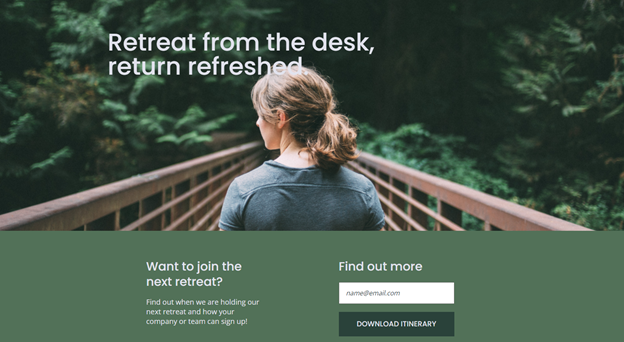 Retreat from the desk,
return refreshed.
Want to join the
next retreat?
Find out when we are holding our
next retreat and how your
company or team can sign up!
Find out more
name@email.com
DOWNLOAD ITINERARY